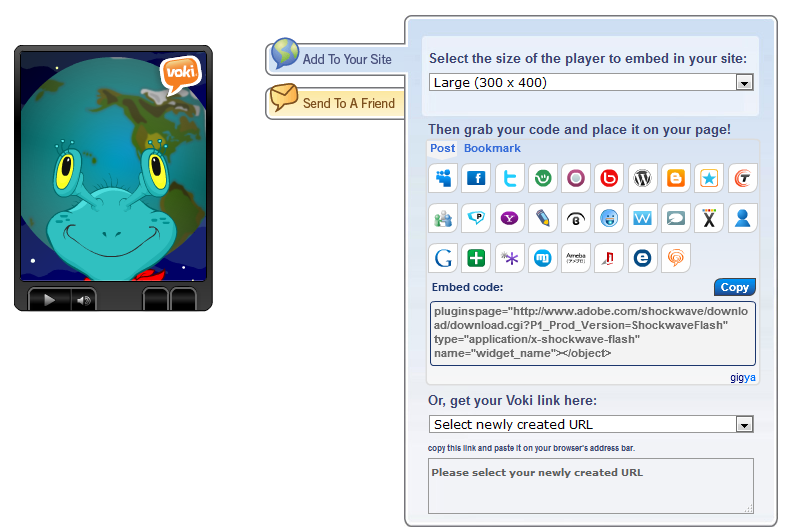 voki
Add To Your Site
Send To A Friend
Select the size of the player to embed in your site:
Large (300 x 400)
Then grab your code and place it on your page!
Post Bookmark
Ameba
Embed code:
Copy
pluginspage="http://www.adobe.com/shockwave/downlo
ad/download.cgi?P1_Prod_Version=ShockwaveFlash"
type="application/x-shockwave-flash"
name="widget_name"></object>
gigya
Or, get your Voki link here:
Select newly created URL
copy this link and paste it on your browser's address bar.
Please select your newly created URL